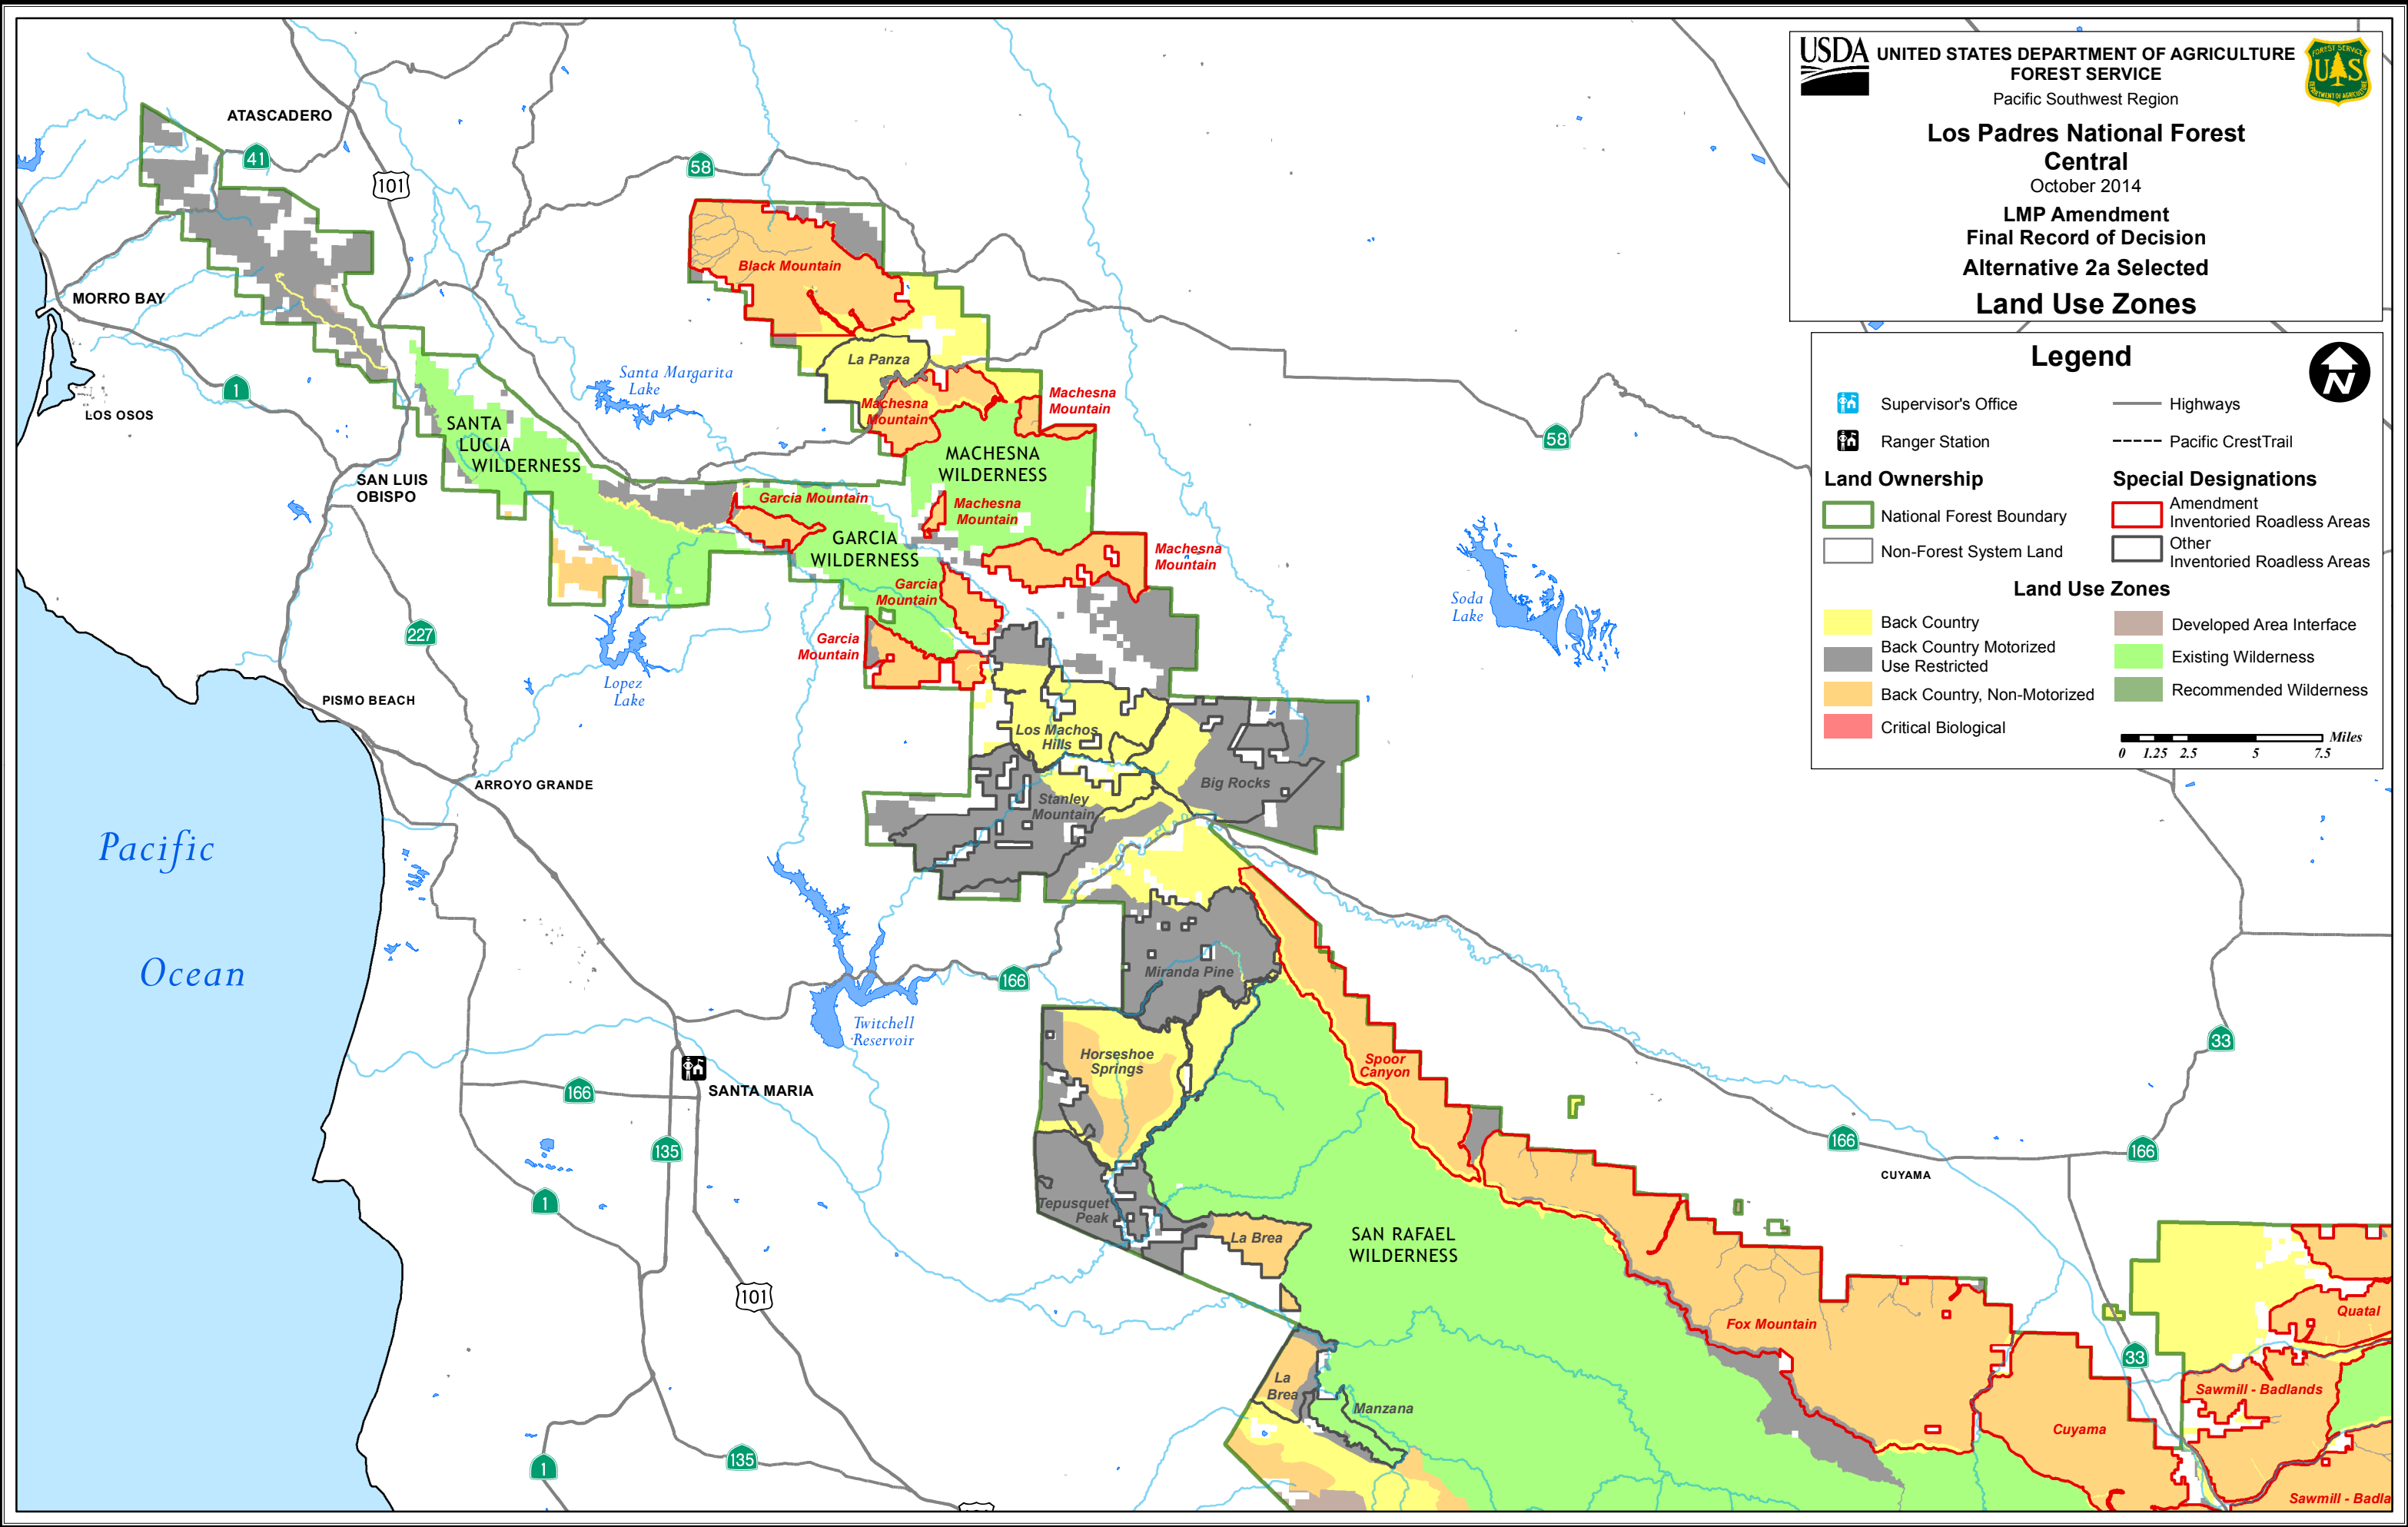 USDA
UNITED STATES DEPARTMENT OF AGRICULTURE
FOREST SERVICE
Pacific Southwest Region
FOREST SERVICE
US
DEPARTMENT OF AGRICULTURE
Los Padres National Forest
Central
October 2014
LMP Amendment
Final Record of Decision
Alternative 2a Selected
Land Use Zones
Legend
N
Supervisor's Office
Ranger Station
Highways
Pacific CrestTrail
Land Ownership
National Forest Boundary
Non-Forest System Land
Special Designations
Amendment
Inventoried Roadless Areas
Other
Inventoried Roadless Areas
Land Use Zones
Back Country
Back Country Motorized
Use Restricted
Back Country, Non-Motorized
Critical Biological
Developed Area Interface
Existing Wilderness
Recommended Wilderness
Miles
0 1.25 2.5 5 7.5
ATASCADERO
41
101
58
MORRO BAY
Black Mountain
La Panza
1
LOS OSOS
Santa Margarita
Lake
Machesna
Mountain
Machesna
Mountain
SANTA
LUCIA
WILDERNESS
MACHESNA
WILDERNESS
58
SAN LUIS
OBISPO
Garcia Mountain
Machesna
Mountain
GARCIA
WILDERNESS
Machesna
Mountain
Garcia
Mountain
Soda
Lake
227
Garcia
Mountain
Lopez
Lake
PISMO BEACH
Los Machos
Hills
ARROYO GRANDE
Big Rocks
Stanley
Mountain
Pacific
Ocean
Miranda Pine
166
Twitchell
Reservoir
Horseshoe
Springs
Spoor
Canyon
33
SANTA MARIA
166
135
166
166
CUYAMA
1
Tepusquet
Peak
La Brea
SAN RAFAEL
WILDERNESS
101
Quatal
Fox Mountain
33
La
Brea
Manzana
Sawmill - Badlands
Cuyama
135
1
Sawmill - Badla